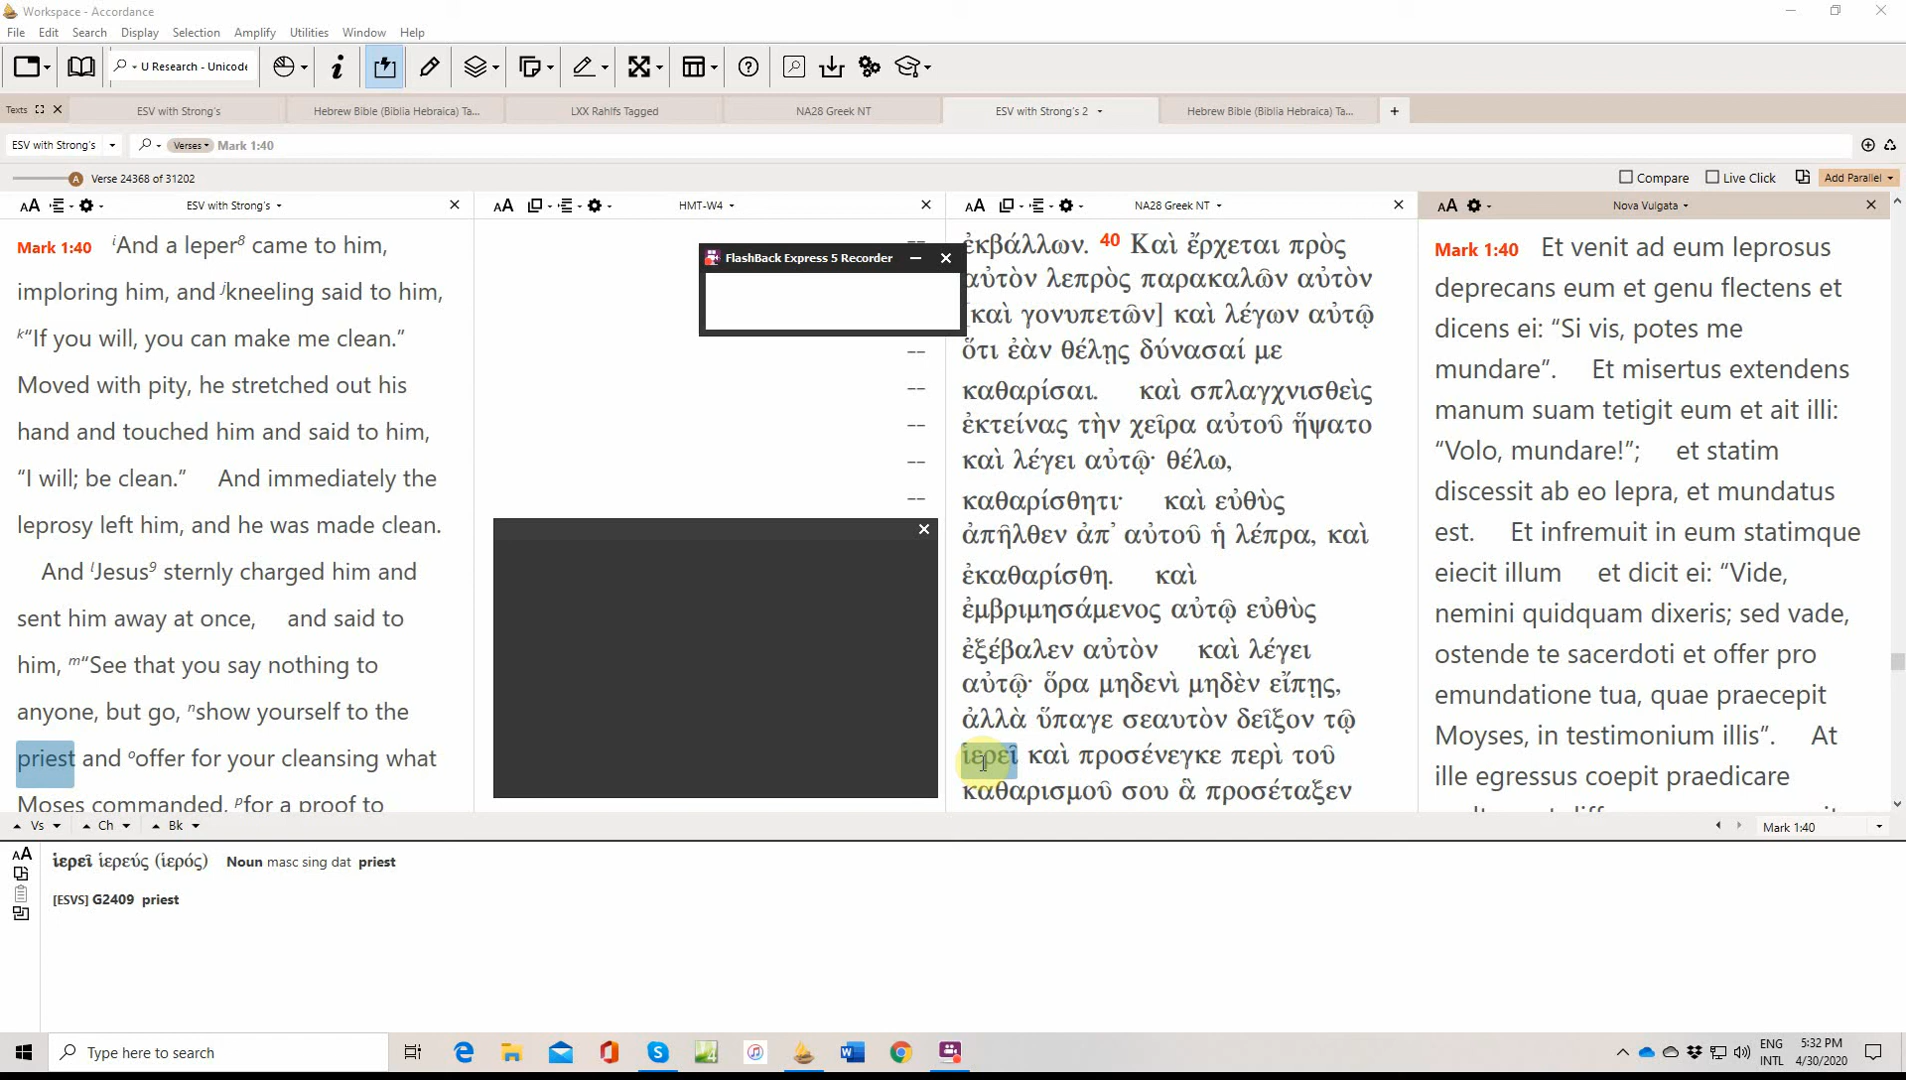 Workspace - Accordance
File Edit Search Display Selection Amplify Utilities Window Help
U Research - Unicode
Texts
ESV with Strong's
Hebrew Bible (Biblia Hebraica) Ta...
LXX Rahlfs Tagged
NA28 Greek NT
ESV with Strong's 2
Hebrew Bible (Biblia Hebraica) Ta...
+
ESV with Strong's
Verses
Mark 1:40
Verse 24368 of 31202
Compare
Live Click
Add Parallel
ESV with Strong's
Mark 1:40 iAnd a leper8 came to him,
imploring him, and jkneeling said to him,
k“If you will, you can make me clean.”
Moved with pity, he stretched out his
hand and touched him and said to him,
“I will; be clean.” And immediately the
leprosy left him, and he was made clean.
And lJesus9 sternly charged him and
sent him away at once, and said to
him, m“See that you say nothing to
anyone, but go, nshow yourself to the
priest and ooffer for your cleansing what
Moses commanded, pfor a proof to
HMT-W4
--
FlashBack Express 5 Recorder
--
--
--
--
--
NA28 Greek NT
ἐκβάλλων. 40 Καὶ ἔρχεται πρὸς
αὐτὸν λεπρὸς παρακαλῶν αὐτὸν
[καὶ γονυπετῶν] καὶ λέγων αὐτῷ
ὅτι ἐὰν θέλῃς δύνασαί με
καθαρίσαι. καὶ σπλαγχνισθεὶς
ἐκτείνας τὴν χεῖρα αὐτοῦ ἥψατο
καὶ λέγει αὐτῷ· θέλω,
καθαρίσθητι· καὶ εὐθὺς
ἀπῆλθεν ἀπ’ αὐτοῦ ἡ λέπρα, καὶ
ἐκαθαρίσθη. καὶ
ἐμβριμησάμενος αὐτῷ εὐθὺς
ἐξέβαλεν αὐτὸν καὶ λέγει
αὐτῷ· ὅρα μηδενὶ μηδὲν εἴπῃς,
ἀλλὰ ὕπαγε σεαυτὸν δεῖξον τῷ
ἱερεῖ καὶ προσένεγκε περὶ τοῦ
καθαρισμοῦ σου ἃ προσέταξεν
Nova Vulgata
Mark 1:40 Et venit ad eum leprosus
deprecans eum et genu flectens et
dicens ei: “Si vis, potes me
mundare”. Et misertus extendens
manum suam tetigit eum et ait illi:
“Volo, mundare!”; et statim
discessit ab eo lepra, et mundatus
est. Et infremuit in eum statimque
eiecit illum et dicit ei: “Vide,
nemini quidquam dixeris; sed vade,
ostende te sacerdoti et offer pro
emundatione tua, quae praecepit
Moyses, in testimonium illis”. At
ille egressus coepit praedicare
Vs Ch Bk
Mark 1:40
ἱερεῖ ἱερεύς (ἱερός) Noun masc sing dat priest
[ESVS] G2409 priest
Type here to search
ENG
INTL
5:32 PM
4/30/2020